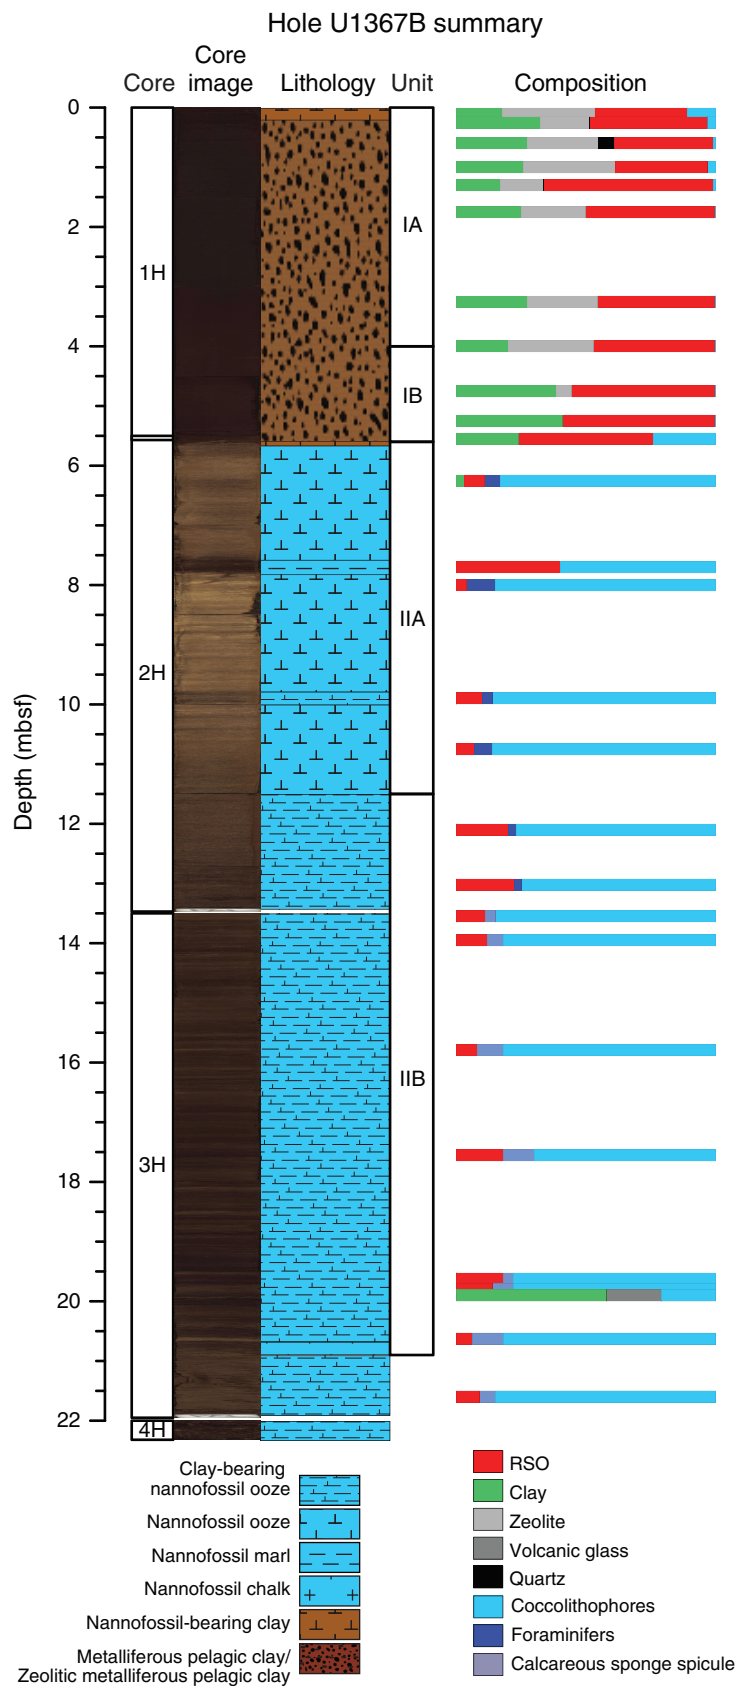 Hole U1367B summary
Core
Core image
Lithology
Unit
Composition
Depth (mbsf)
0
2
4
6
8
10
12
14
16
18
20
22
1H
2H
3H
4H
IA
IB
IIA
IIB
Clay-bearing
nannofossil ooze
Nannofossil ooze
Nannofossil marl
Nannofossil chalk
Nannofossil-bearing clay
Metalliferous pelagic clay/
Zeolitic metalliferous pelagic clay
RSO
Clay
Zeolite
Volcanic glass
Quartz
Coccolithophores
Foraminifers
Calcareous sponge spicule